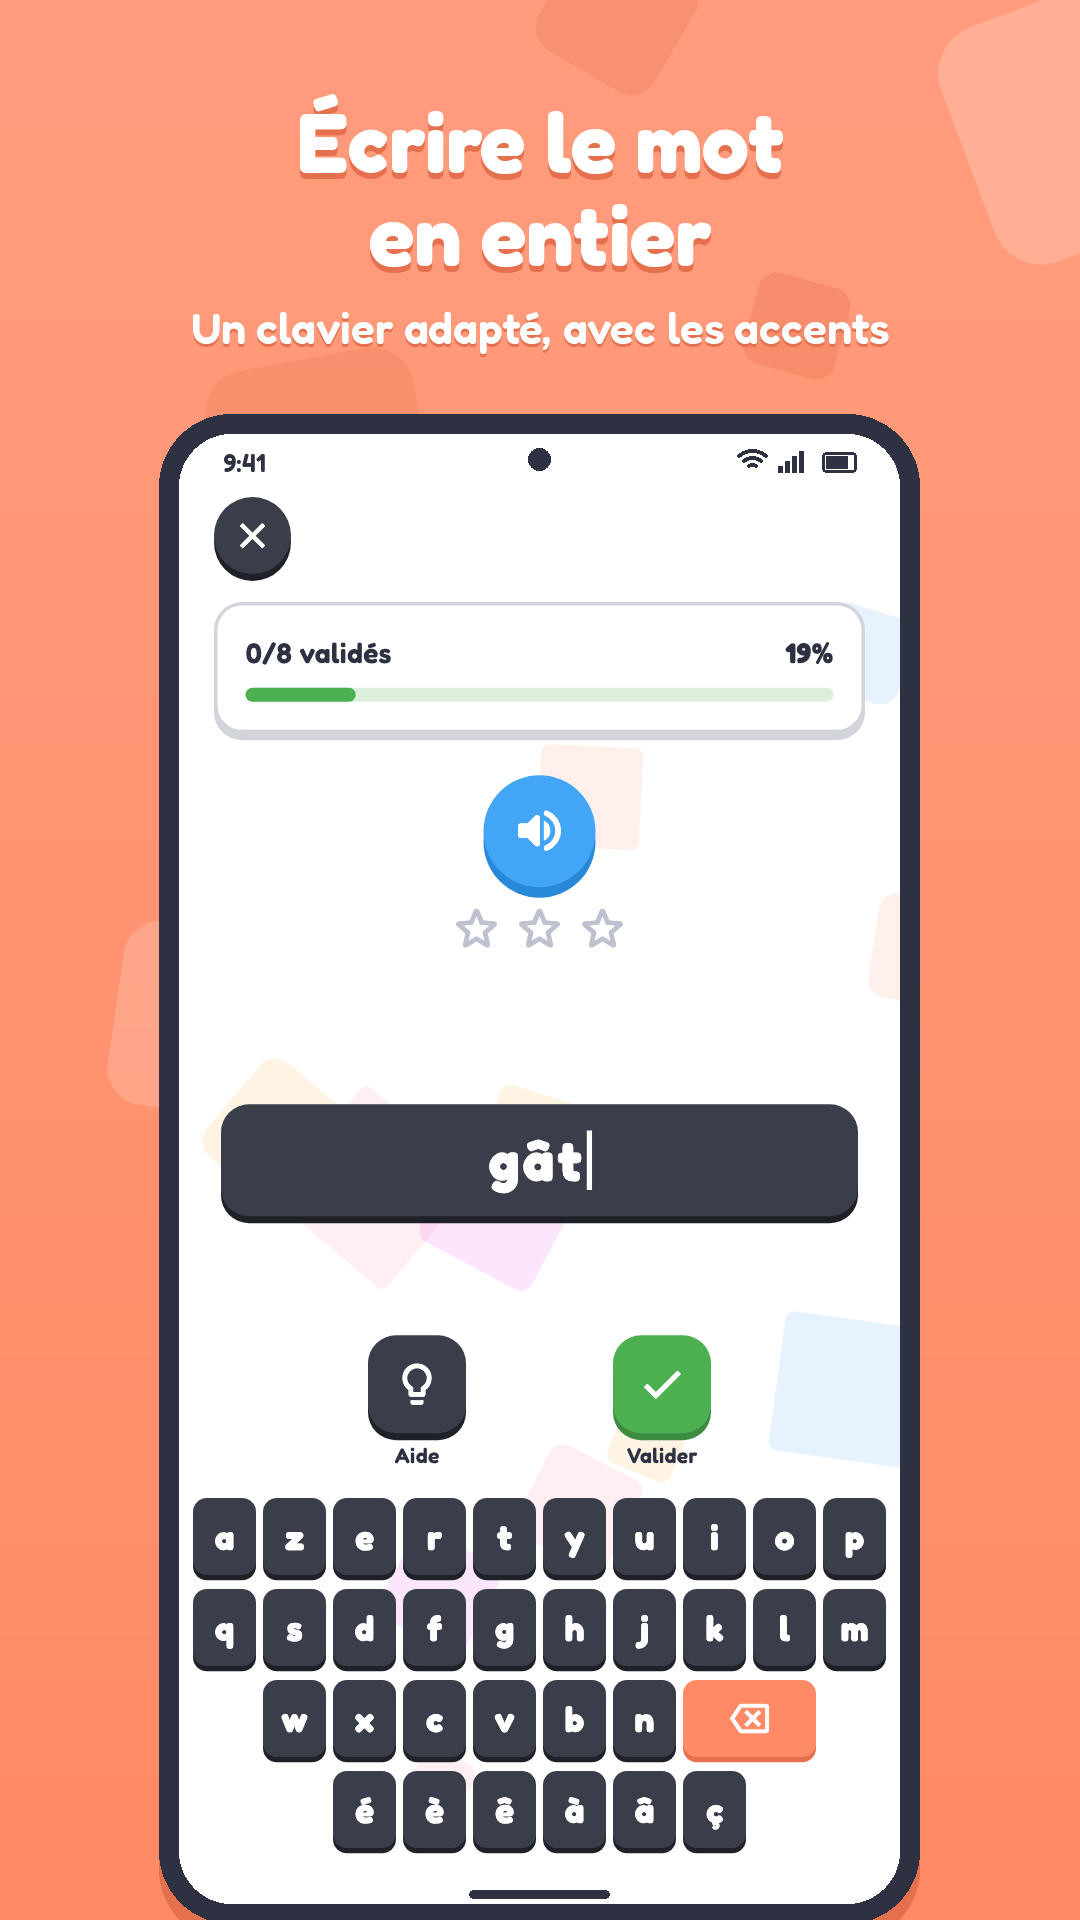 Écrire le mot
en entier
Un clavier adapté, avec les accents
9:41
0/8 validés 19%
gât
Aide Valider
a z e r t y u i o p
q s d f g h j k l m
w x c v b n
é è ê à â ç